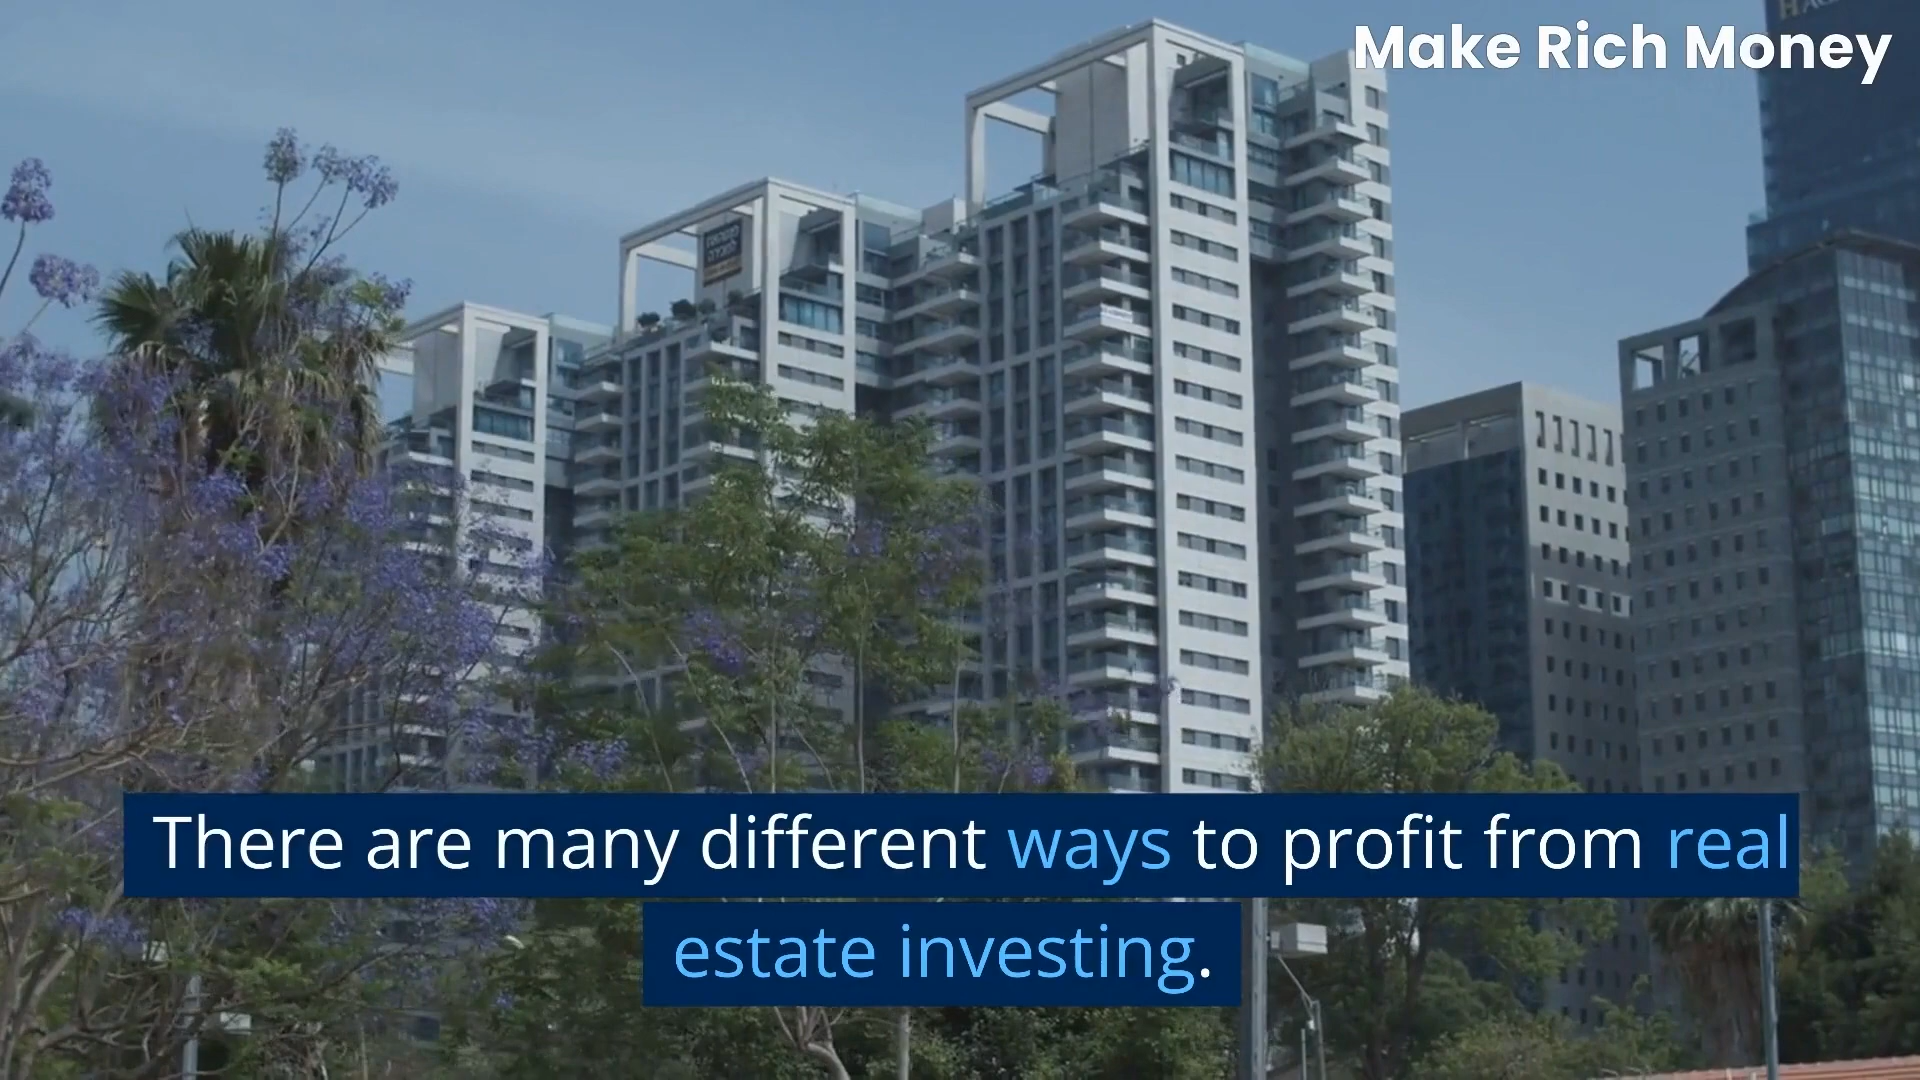 Make Rich Money
There are many different ways to profit from real
estate investing.